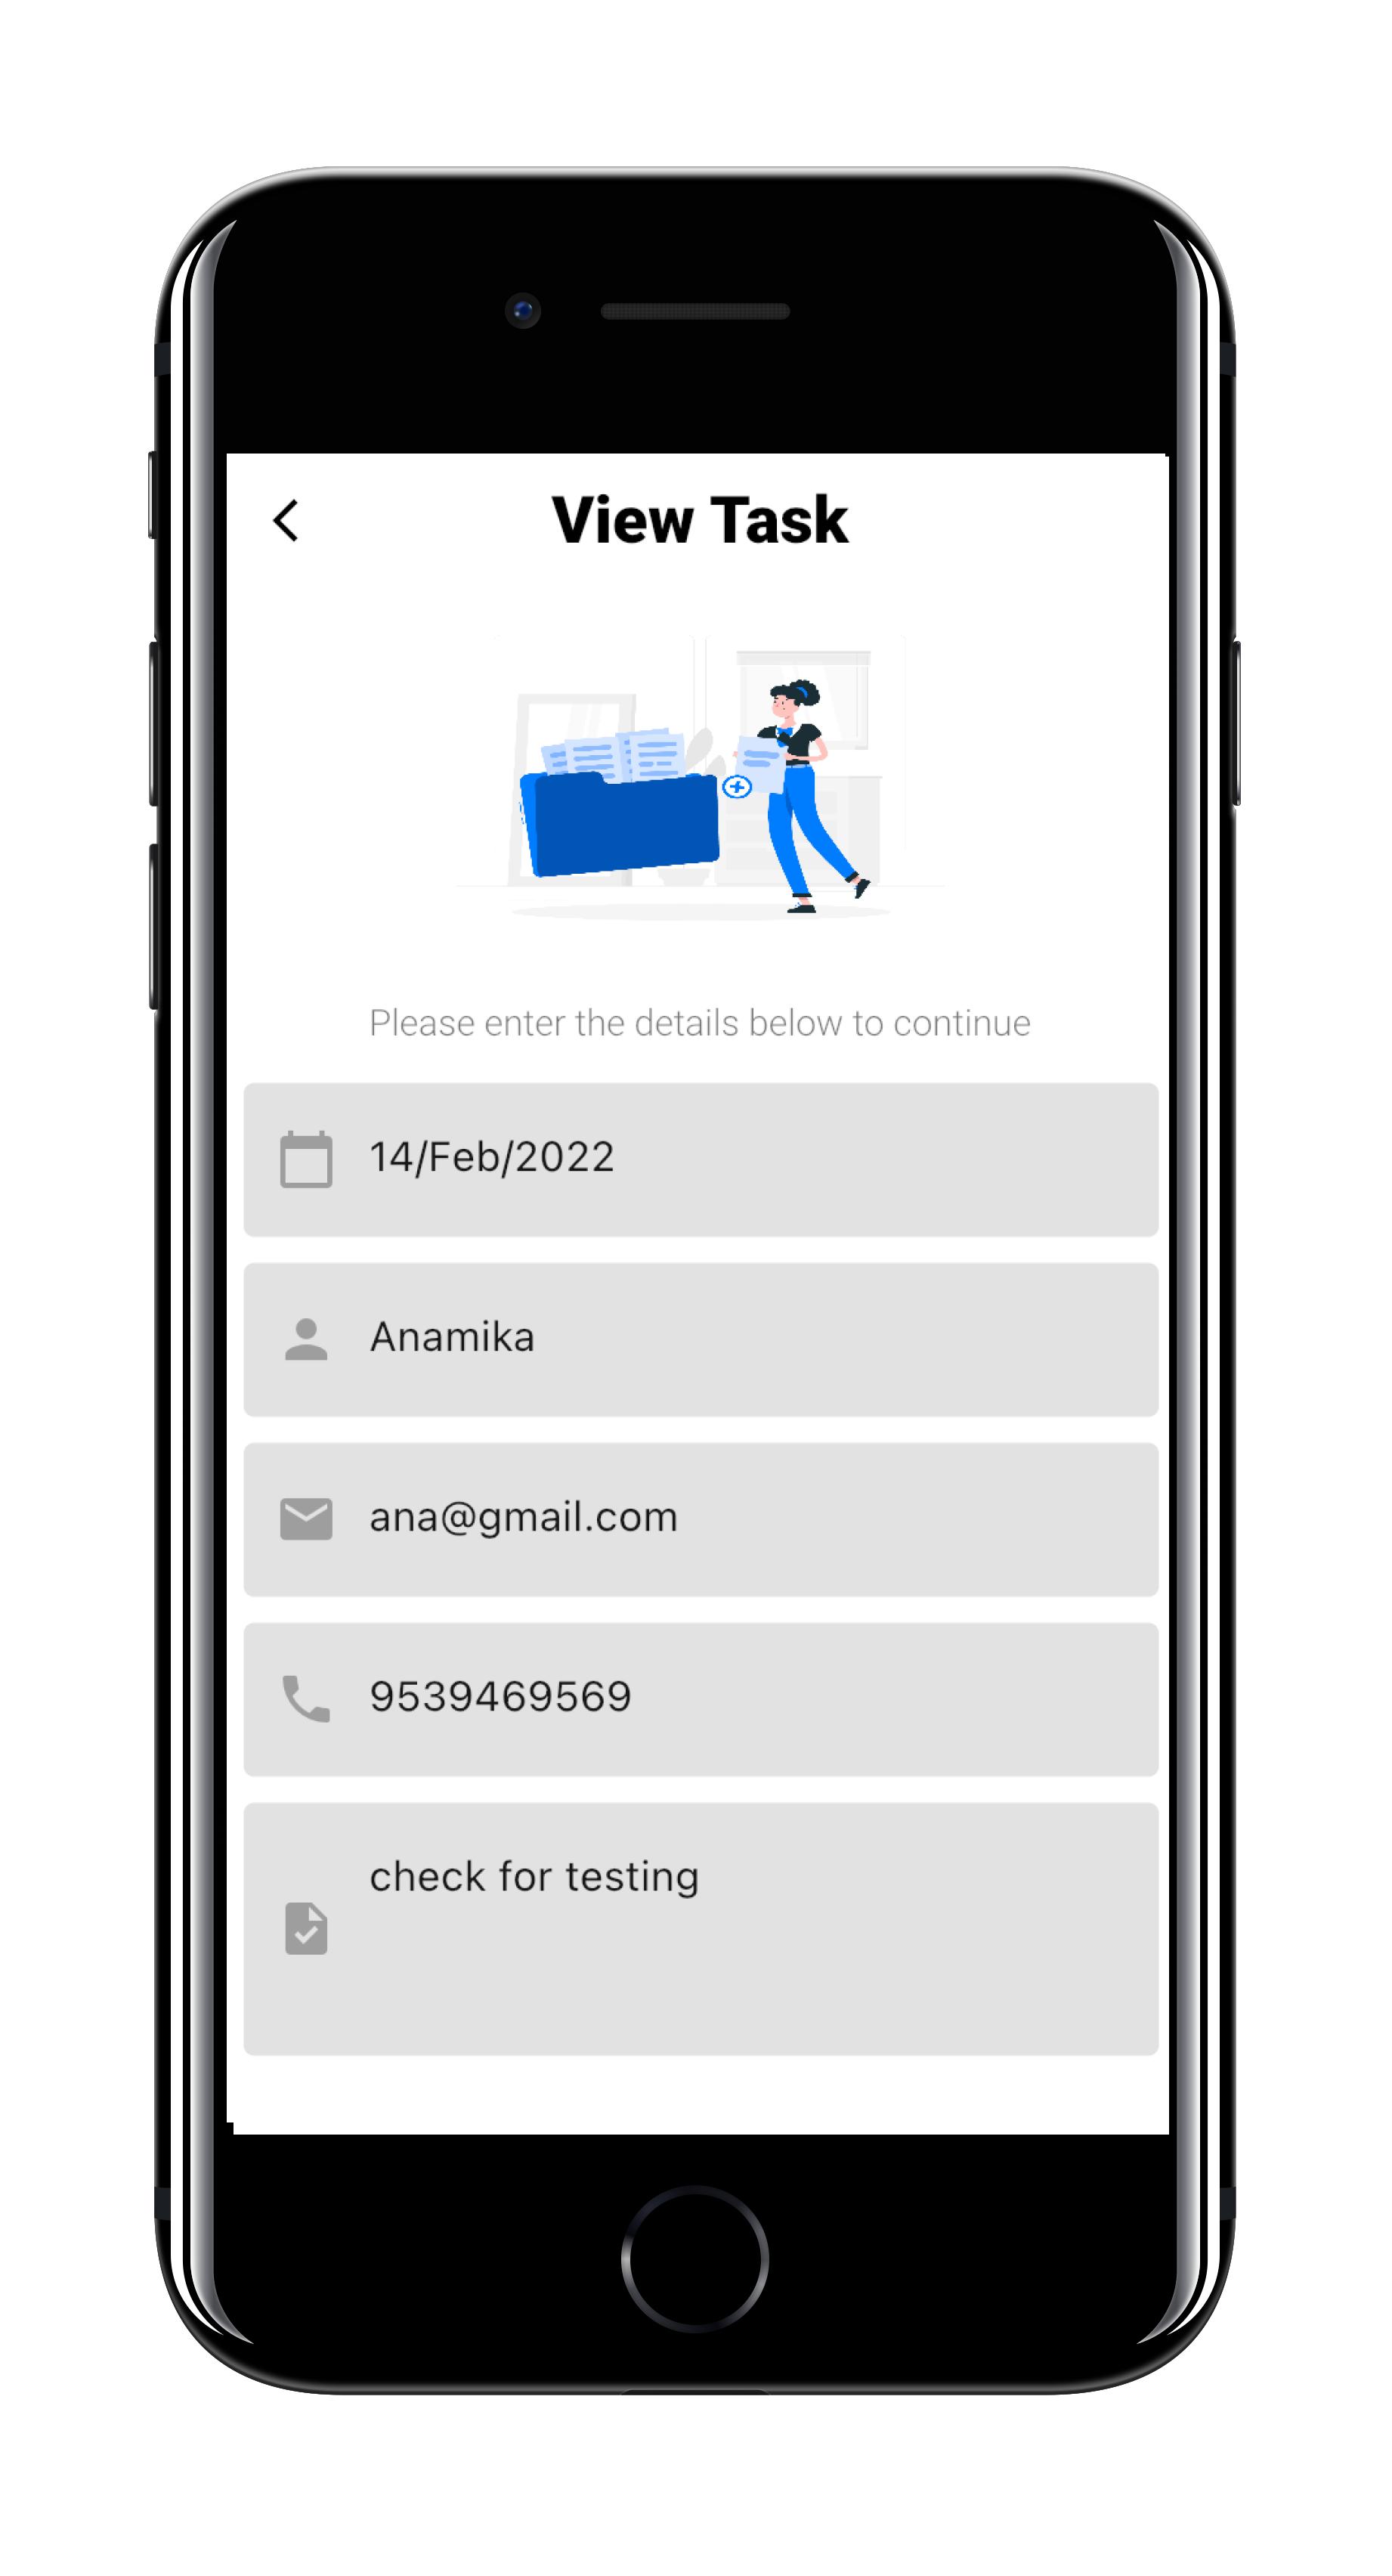 View Task
Please enter the details below to continue
14/Feb/2022
Anamika
ana@gmail.com
9539469569
check for testing